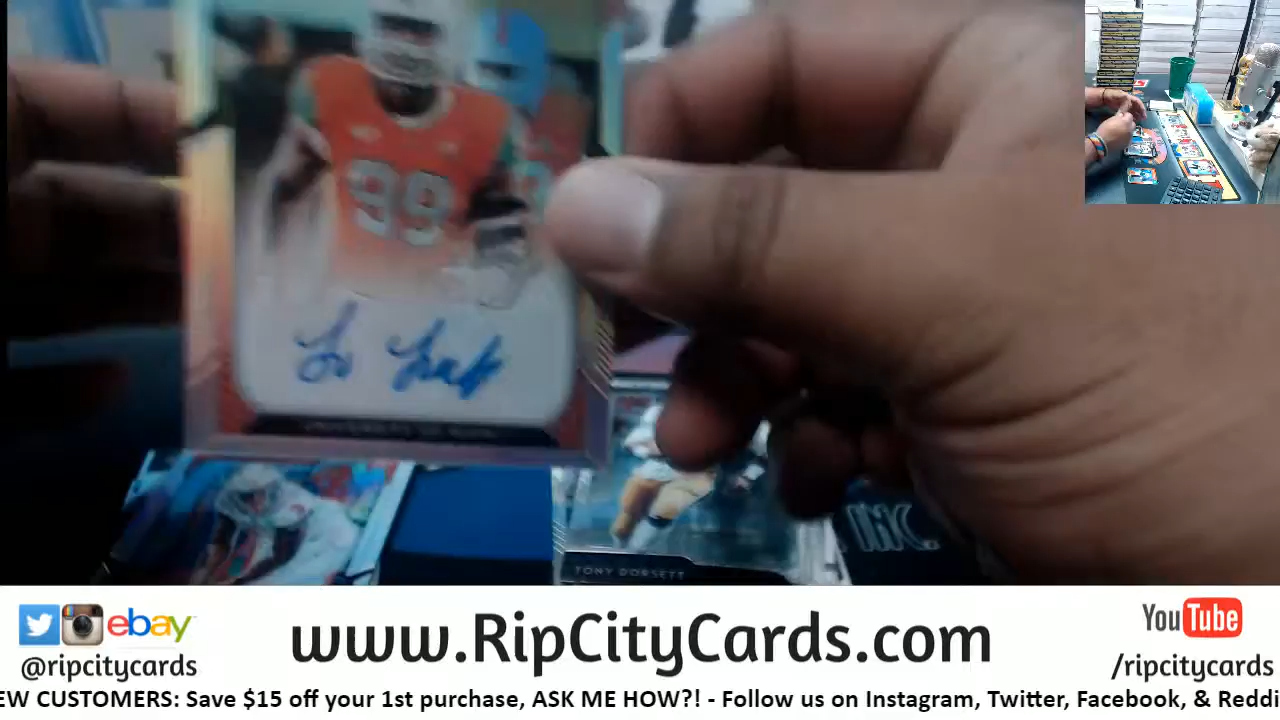 99
TONY DORSETT
INC.
ebay
www.RipCityCards.com
YouTube
@ripcitycards
/ripcitycards
EW CUSTOMERS: Save $15 off your 1st purchase, ASK ME HOW?! - Follow us on Instagram, Twitter, Facebook, & Reddi